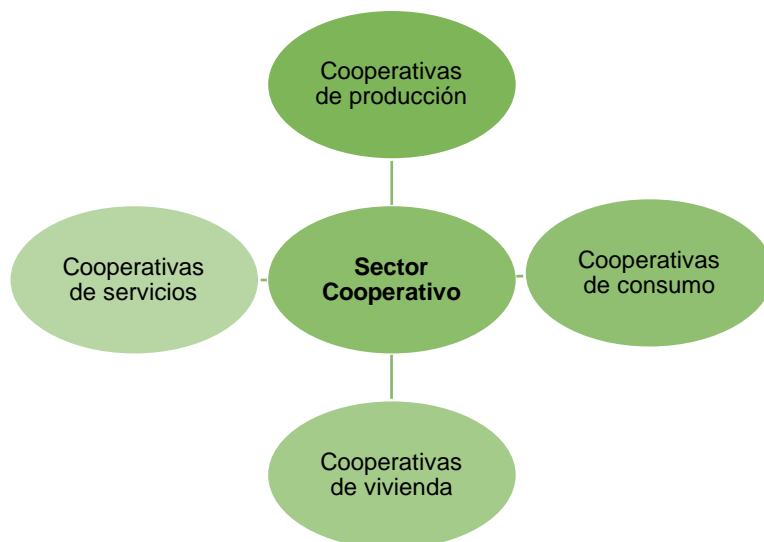 Cooperativas
de producción
Cooperativas
de servicios
Sector
Cooperativo
Cooperativas
de consumo
Cooperativas
de vivienda